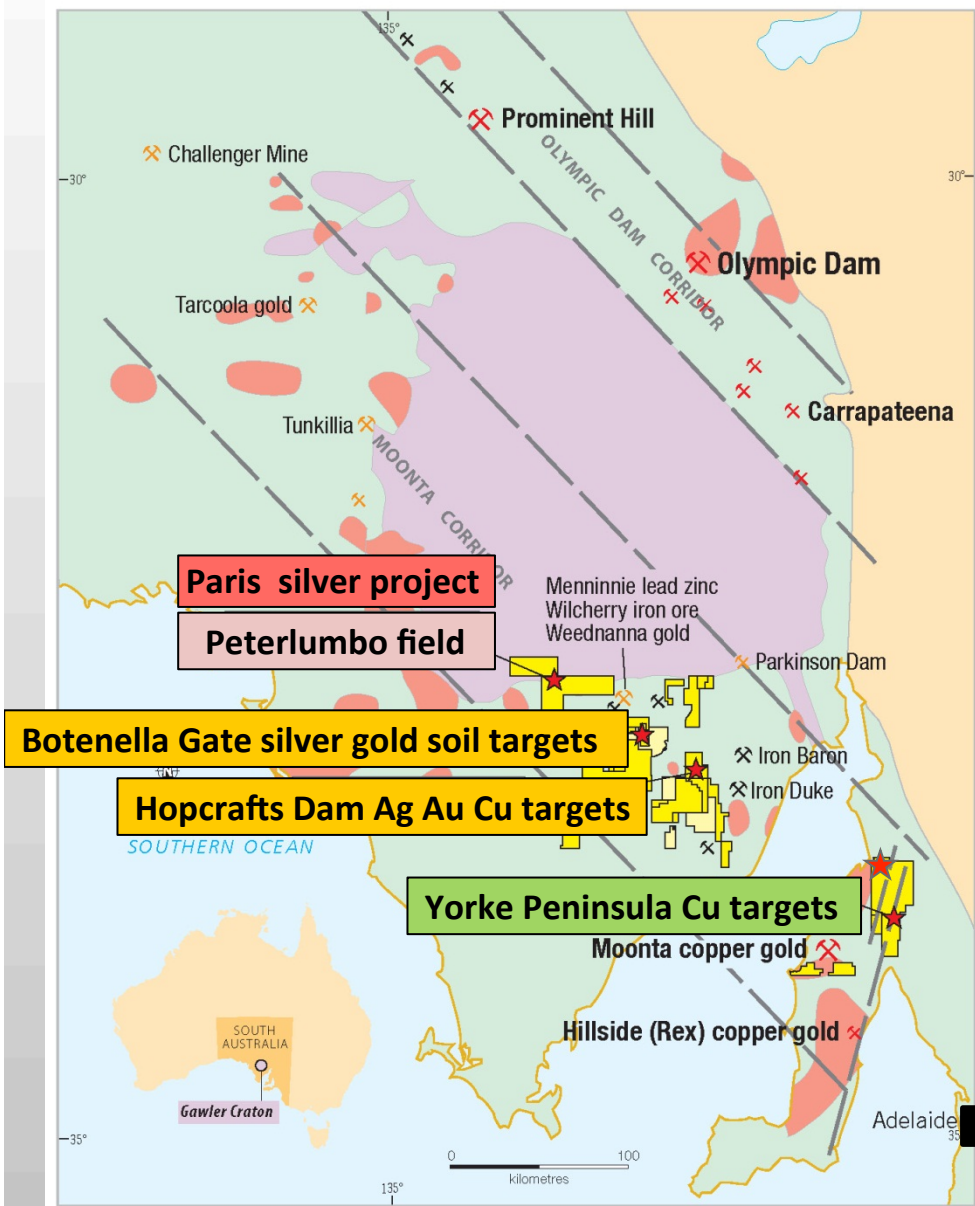 135°
Prominent Hill
Challenger Mine
OLYMPIC DAM CORRIDOR
30°
30°
Olympic Dam
Tarcoola gold
Carrapateena
Tunkillia
MOONTA CORRIDOR
Paris silver project
Menninnie lead zinc
Wilcherry iron ore
Weednanna gold
Peterlumbo field
Parkinson Dam
Botenella Gate silver gold soil targets
Iron Baron
Hopcrafts Dam Ag Au Cu targets
Iron Duke
SOUTHERN OCEAN
Yorke Peninsula Cu targets
Moonta copper gold
SOUTH
AUSTRALIA
Hillside (Rex) copper gold
Gawler Craton
Adelaide
35°
35
0 100
kilometres
135°